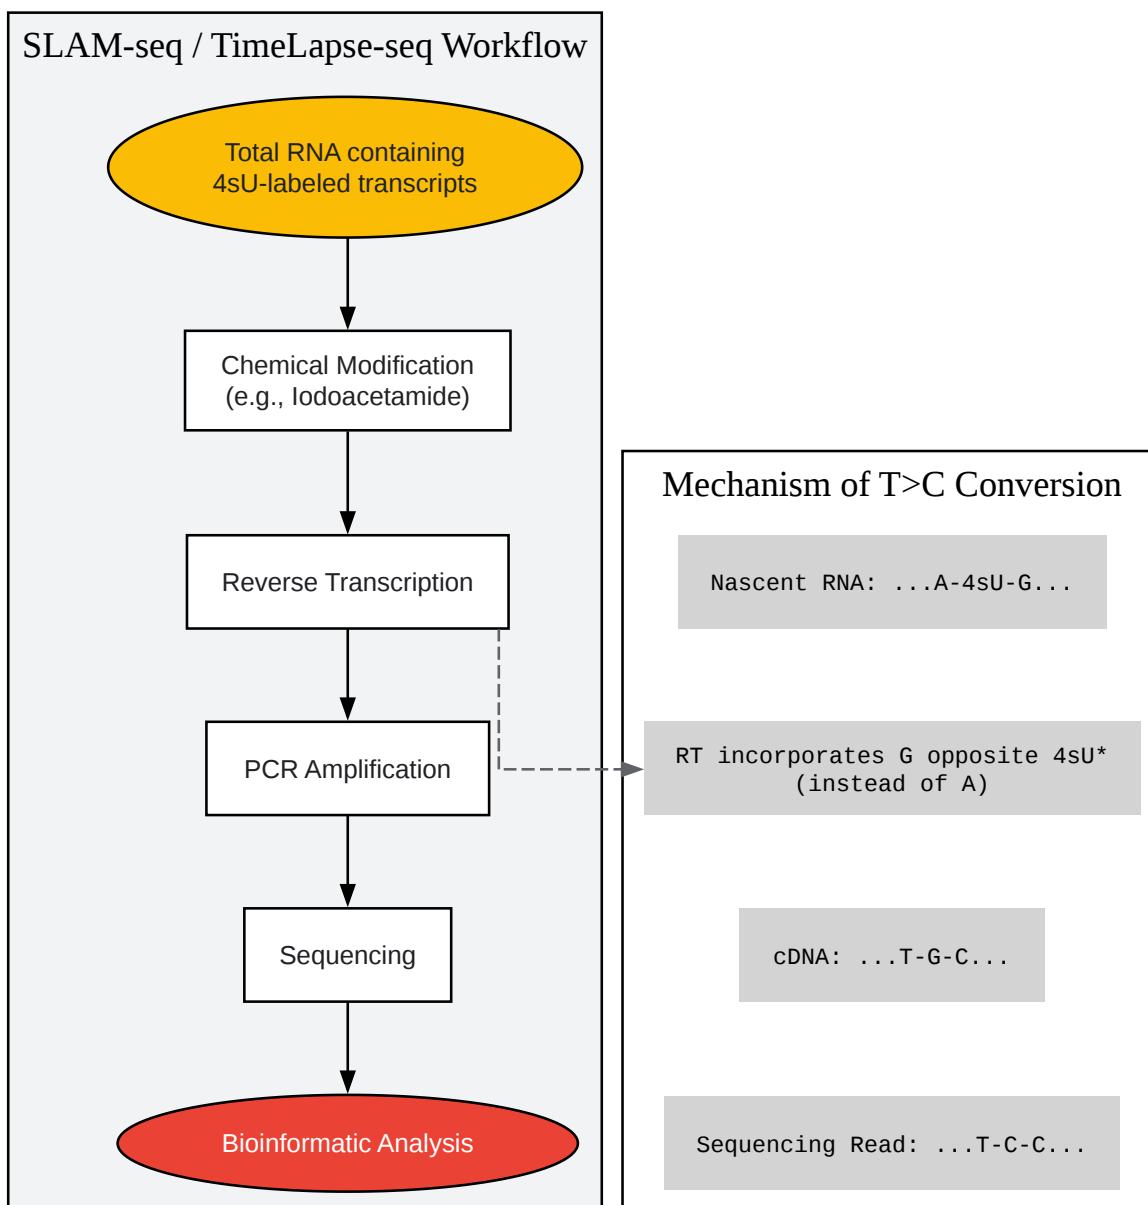 SLAM-seq / TimeLapse-seq Workflow
Total RNA containing
4sU-labeled transcripts
Chemical Modification
(e.g., Iodoacetamide)
Reverse Transcription
PCR Amplification
Sequencing
Bioinformatic Analysis
Mechanism of T>C Conversion
Nascent RNA: ...A-4sU-G...
RT incorporates G opposite 4sU*
(instead of A)
cDNA: ...T-G-C...
Sequencing Read: ...T-C-C...